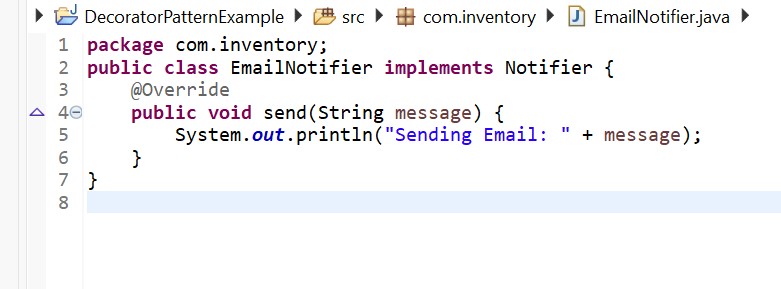 DecoratorPatternExample src com.inventory EmailNotifier.java
1 package com.inventory;
2 public class EmailNotifier implements Notifier {
3     @Override
4     public void send(String message) {
5         System.out.println("Sending Email: " + message);
6     }
7 }
8